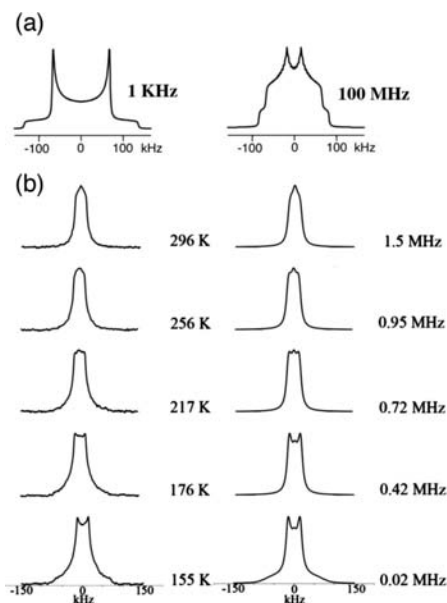 (a)
1 KHz
100 MHz
-100 0 100 kHz
-100 0 100 kHz
(b)
296 K 1.5 MHz
256 K 0.95 MHz
217 K 0.72 MHz
176 K 0.42 MHz
155 K 0.02 MHz
-150 0 150 -150 0 150
kHz kHz